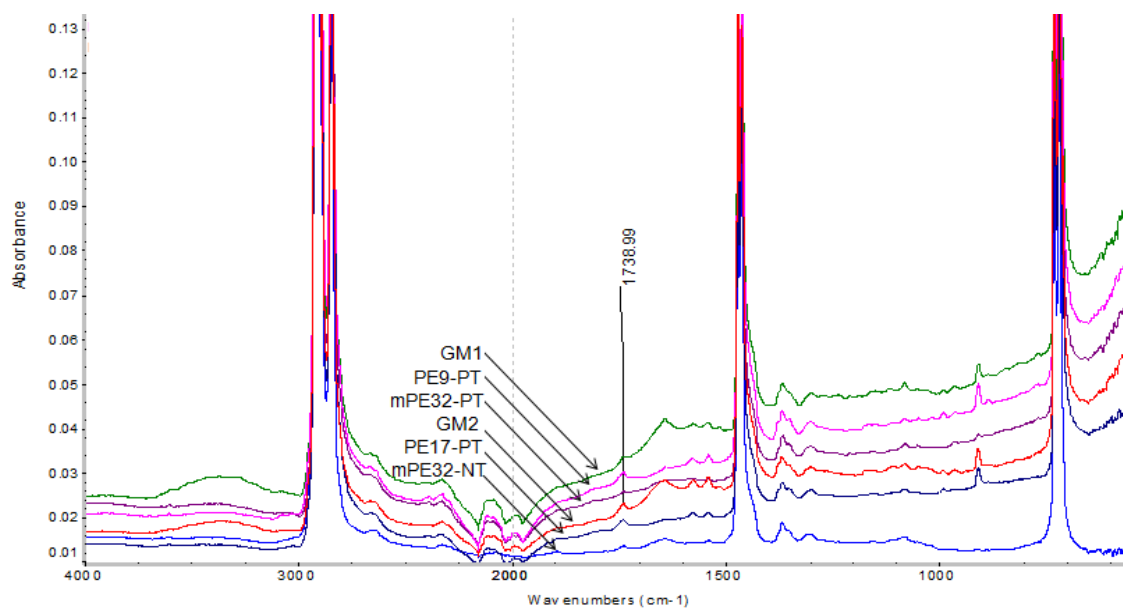 0.13
0.12
0.11
0.10
0.09
0.08
0.07
0.06
0.05
0.04
0.03
0.02
0.01
Absorbance
1738.99
GM1
PE9-PT
mPE32-PT
GM2
PE17-PT
mPE32-NT
4000 3000 2000 1500 1000
Wavenumbers (cm-1)